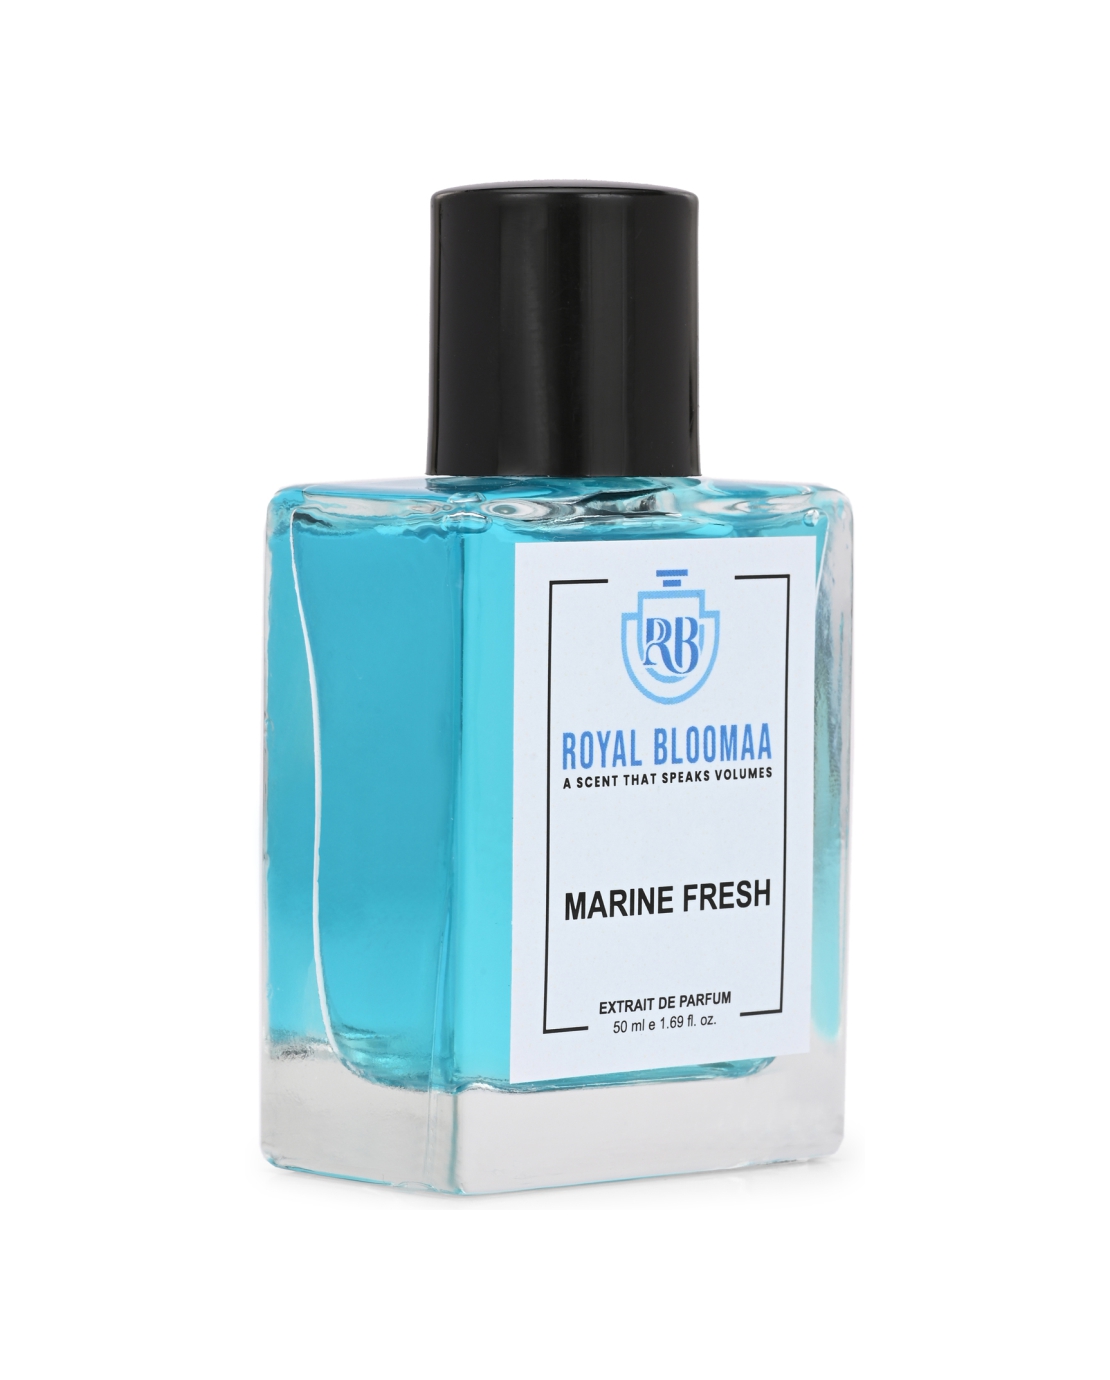 RB
ROYAL BLOOMAA
A SCENT THAT SPEAKS VOLUMES
MARINE FRESH
EXTRAIT DE PARFUM
50 ml e 1.69 fl. oz.